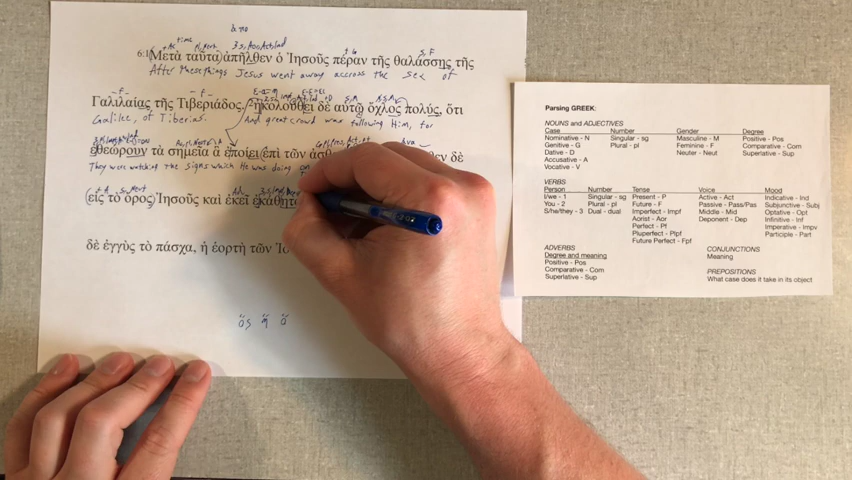 & no
time
3 s, Aor, Act, Ind
S, F
6:1 Μετὰ ταῦτα ἀπῆλθεν ὁ Ἰησοῦς πέραν τῆς θαλάσσης τῆς
After these things Jesus went away accross the sea of
Γαλιλαίας τῆς Τιβεριάδος. ἠκολούθει δὲ αὐτῷ ὄχλος πολύς, ὅτι
Galilee, of Tiberias. And great crowd was following Him, for
ἐθεώρουν τὰ σημεῖα ἃ ἐποίει ἐπὶ τῶν δὲ
They were watching the signs which He was doing
εἰς τὸ ὄρος Ἰησοῦς καὶ ἐκεῖ
δὲ ἐγγὺς τὸ πάσχα, ἡ ἑορτὴ τῶν
ὅς ἥ ὅ
Parsing GREEK:
NOUNS and ADJECTIVES
Case Number Gender Degree
Nominative - N Singular - sg Masculine - M Positive - Pos
Genitive - G Plural - pl Feminine - F Comparative - Com
Dative - D Neuter - Neut Superlative - Sup
Accusative - A
Vocative - V
VERBS
Person Number Tense Voice Mood
I/we - 1 Singular - sg Present - P Active - Act Indicative - Ind
You - 2 Plural - pl Future - F Passive - Pass/Pas Subjunctive - Subj
S/he/they - 3 Dual - dual Imperfect - Impf Middle - Mid Optative - Opt
Aorist - Aor Deponent - Dep Infinitive - Inf
Perfect - Pf Imperative - Impv
Pluperfect - Plpf Participle - Part
Future Perfect - Fpf
ADVERBS CONJUNCTIONS
Degree and meaning Meaning
Positive - Pos
Comparative - Com PREPOSITIONS
Superlative - Sup What case does it take in its object